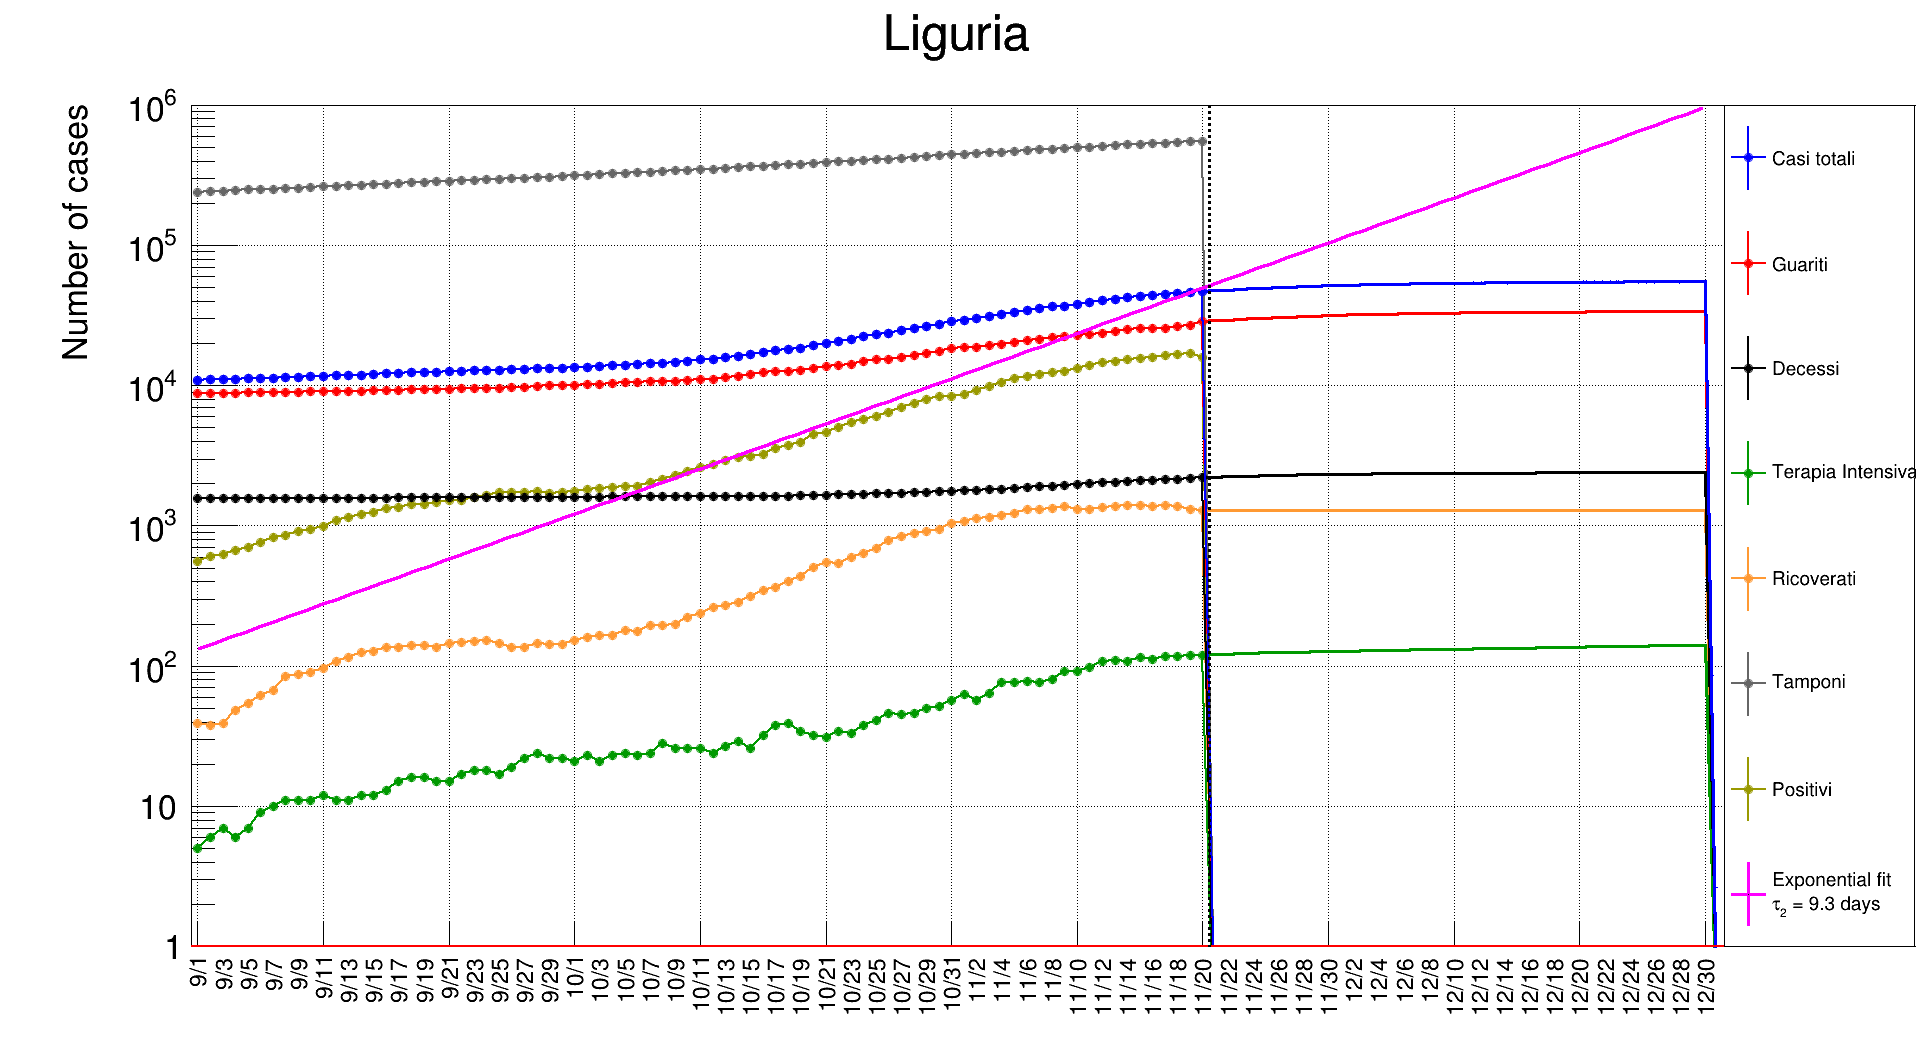 Liguria
Number of cases
10^6
10^5
10^4
10^3
10^2
10
1
9/1 9/3 9/5 9/7 9/9 9/11 9/13 9/15 9/17 9/19 9/21 9/23 9/25 9/27 9/29 10/1 10/3 10/5 10/7 10/9 10/11 10/13 10/15 10/17 10/19 10/21 10/23 10/25 10/27 10/29 10/31 11/2 11/4 11/6 11/8 11/10 11/12 11/14 11/16 11/18 11/20 11/22 11/24 11/26 11/28 11/30 12/2 12/4 12/6 12/8 12/10 12/12 12/14 12/16 12/18 12/20 12/22 12/24 12/26 12/28 12/30
Casi totali
Guariti
Decessi
Terapia Intensiva
Ricoverati
Tamponi
Positivi
Exponential fit
τ₂ = 9.3 days